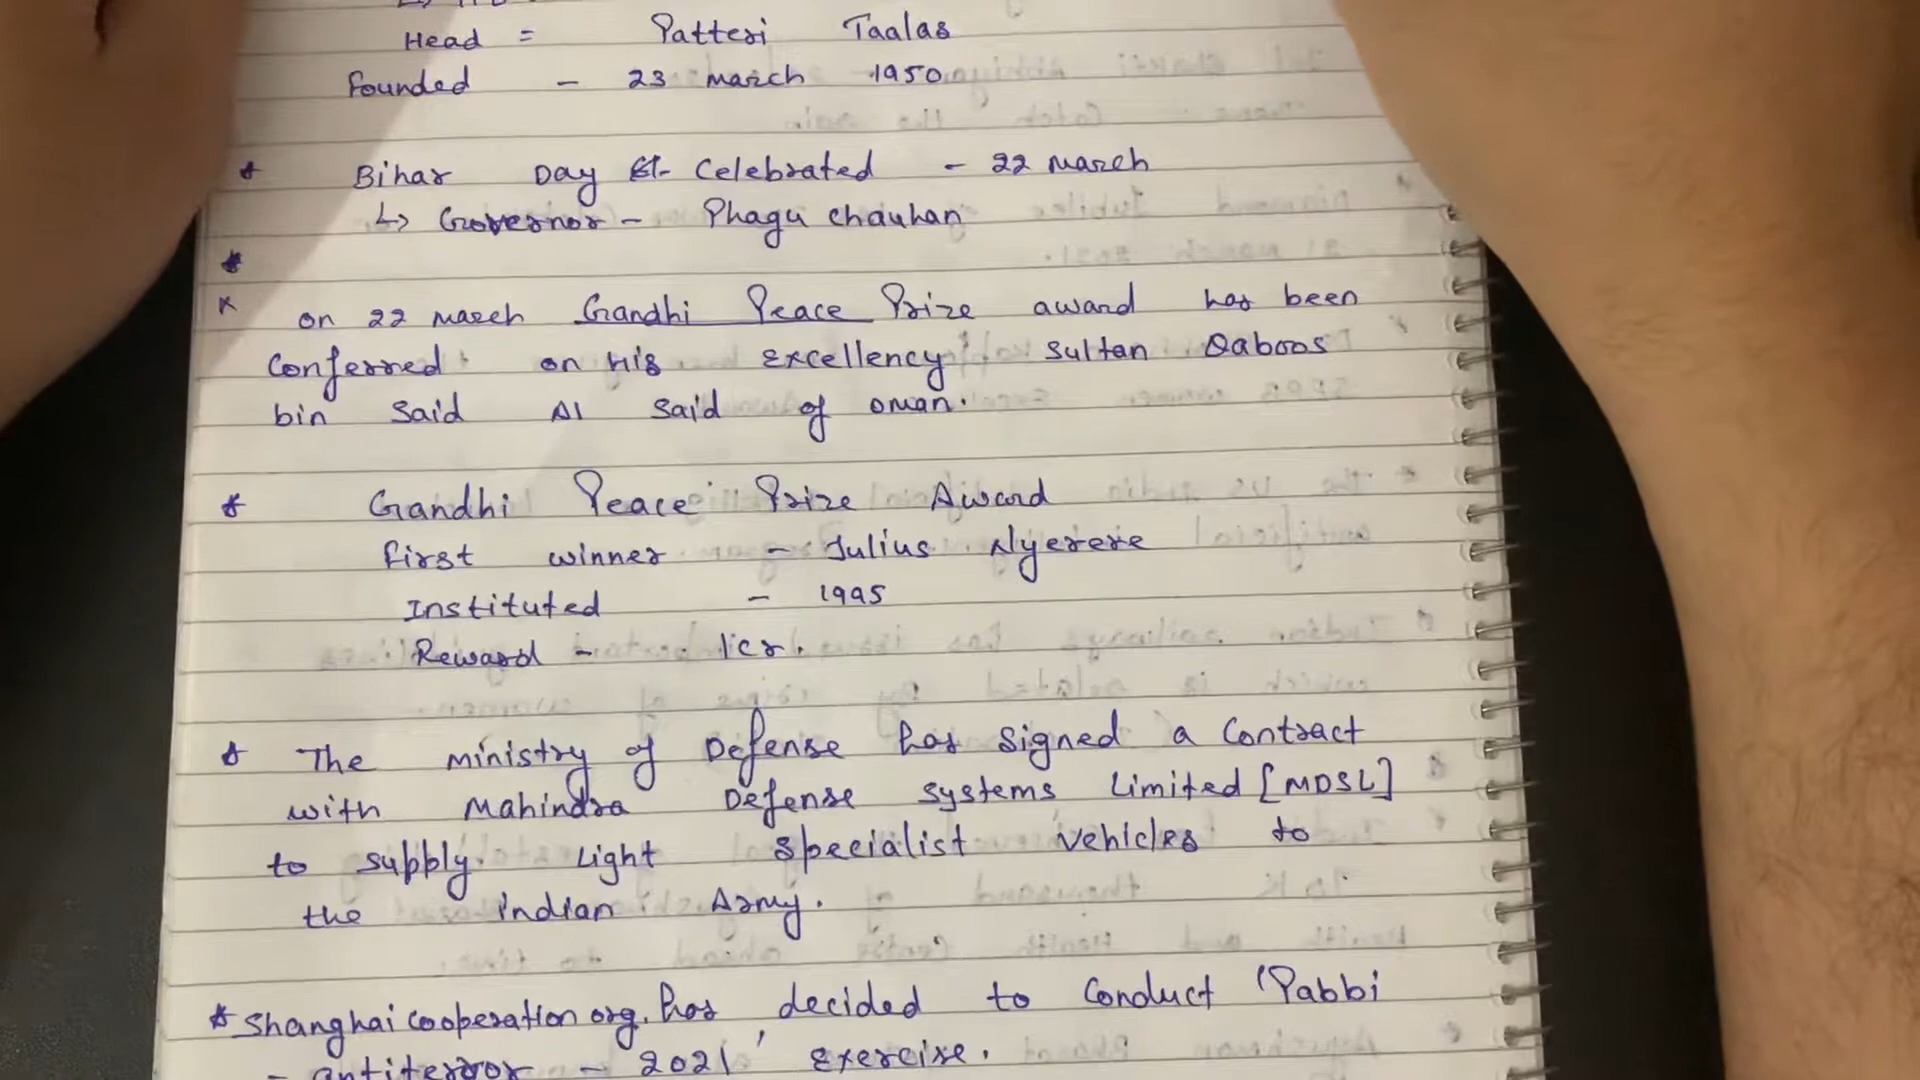 Head = Patteri Taalas
Founded - 23 march 1950
* Bihar Day Celebrated - 22 March
↳ Governor - Phagu Chauhan
*
* on 22 march Gandhi Peace Prize award has been
Conferred on His Excellency Sultan Qaboos
bin Said Al Said of oman.
* Gandhi Peace Prize Award
First winner - Julius Nyerere
Instituted - 1995
Reward - 1cr.
* The ministry of Defense has signed a Contract
with Mahindra Defense systems Limited [MDSL]
to supply Light Specialist vehicles to
the indian Army.
* Shanghai cooperation org. has decided to Conduct 'Pabbi
- antiterror - 2021' Exercise.